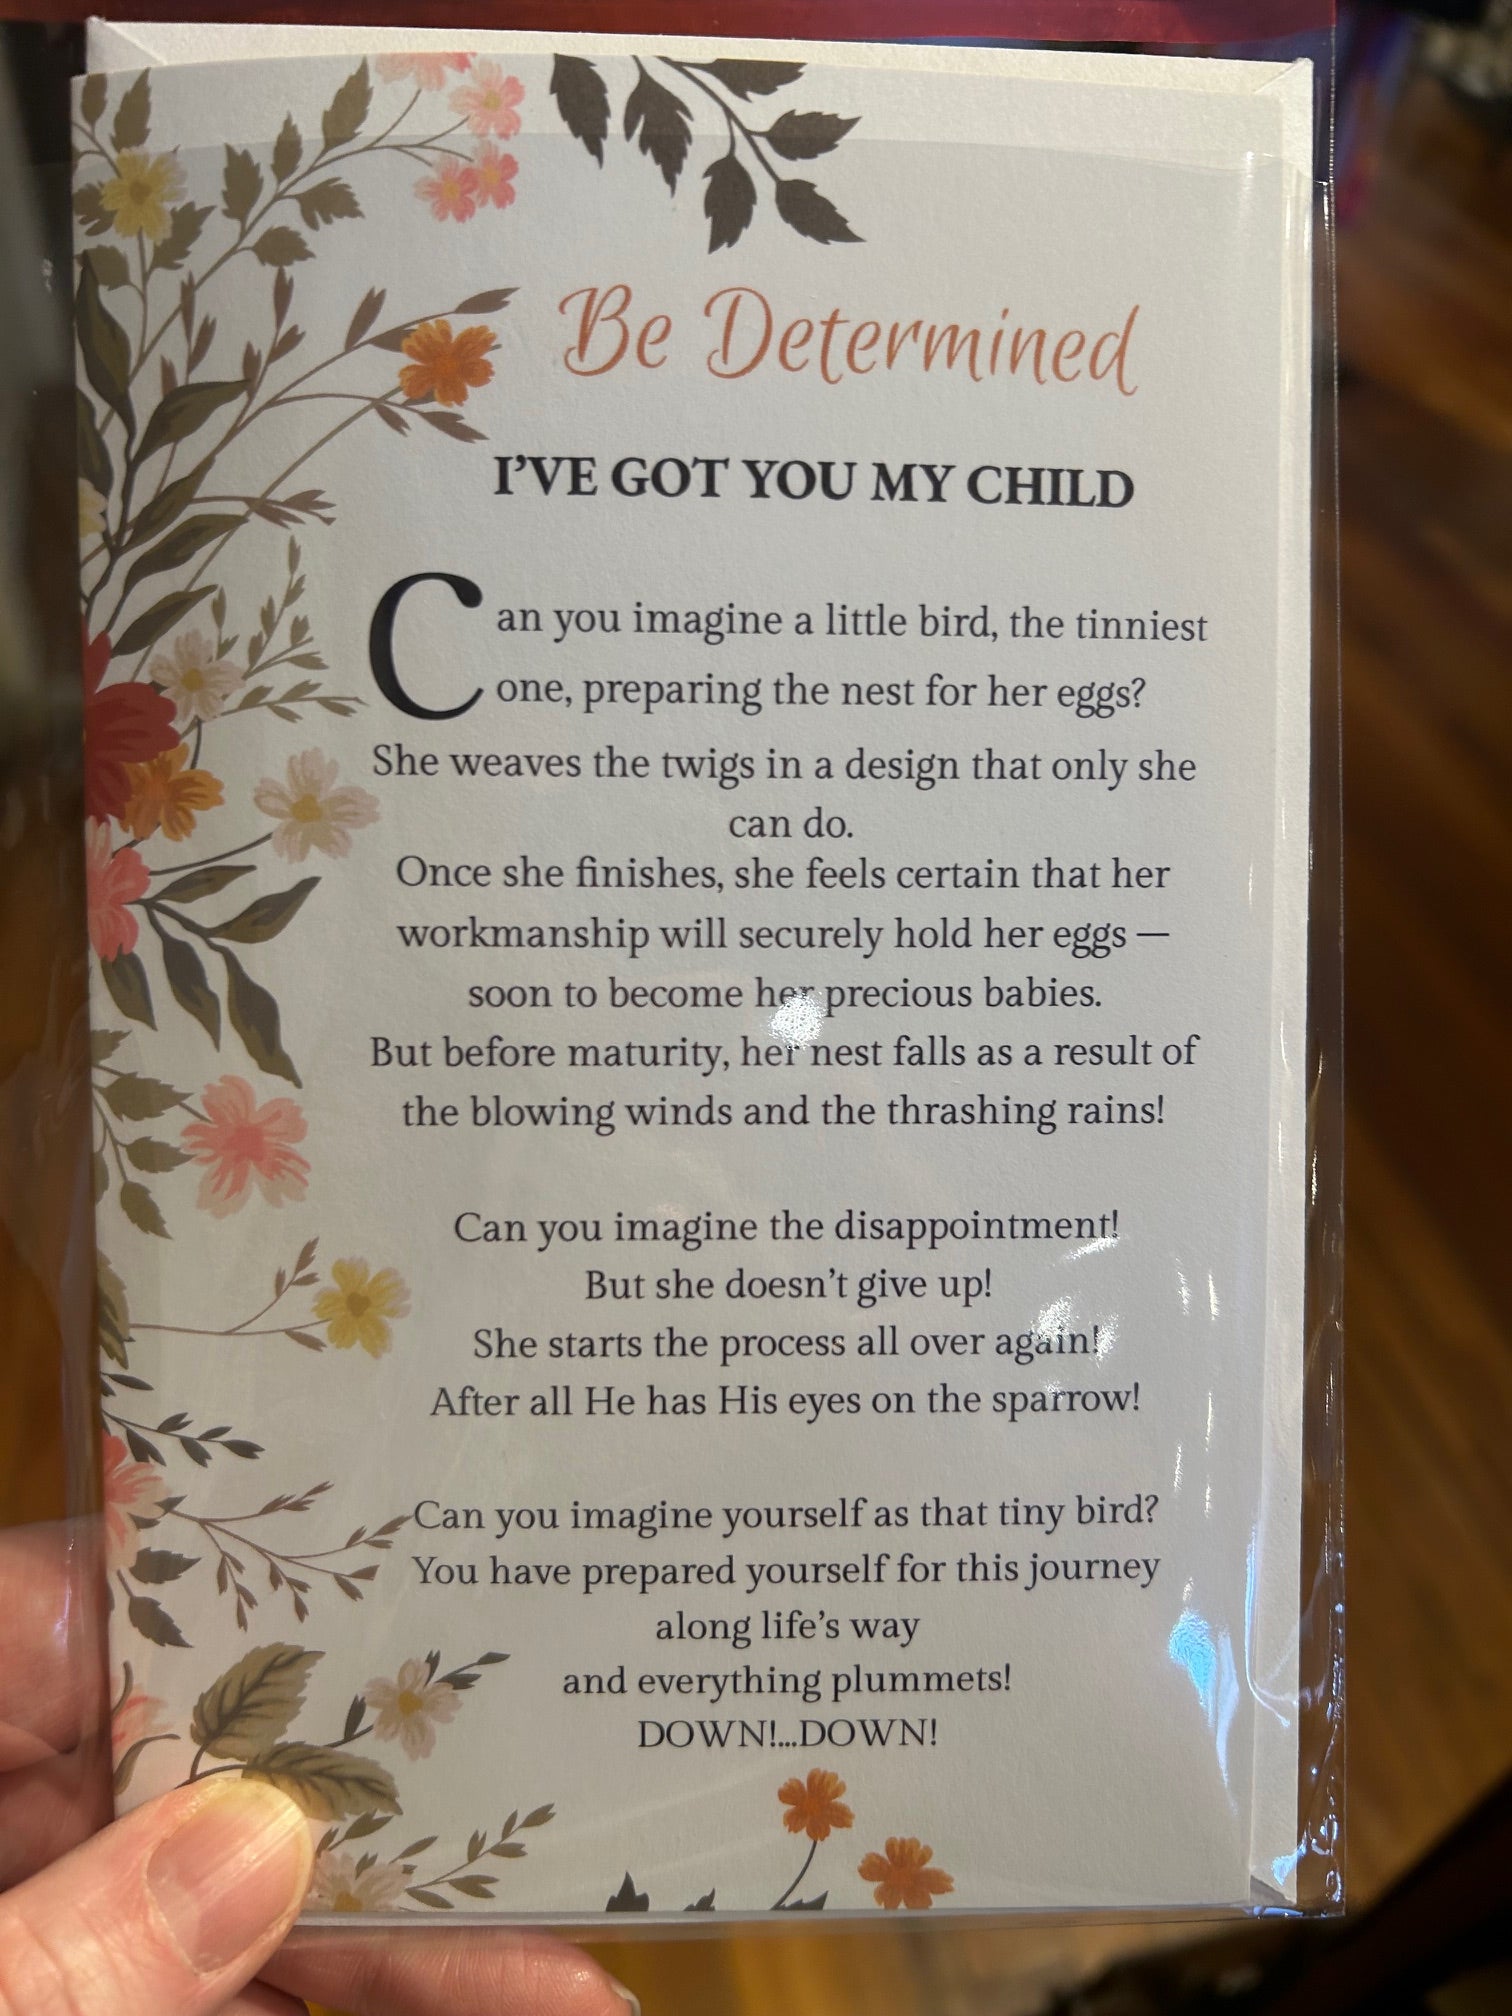 Be Determined
I'VE GOT YOU MY CHILD
Can you imagine a little bird, the tinniest
one, preparing the nest for her eggs?
She weaves the twigs in a design that only she
can do.
Once she finishes, she feels certain that her
workmanship will securely hold her eggs —
soon to become her precious babies.
But before maturity, her nest falls as a result of
the blowing winds and the thrashing rains!
Can you imagine the disappointment!
But she doesn't give up!
She starts the process all over again!
After all He has His eyes on the sparrow!
Can you imagine yourself as that tiny bird?
You have prepared yourself for this journey
along life's way
and everything plummets!
DOWN!...DOWN!